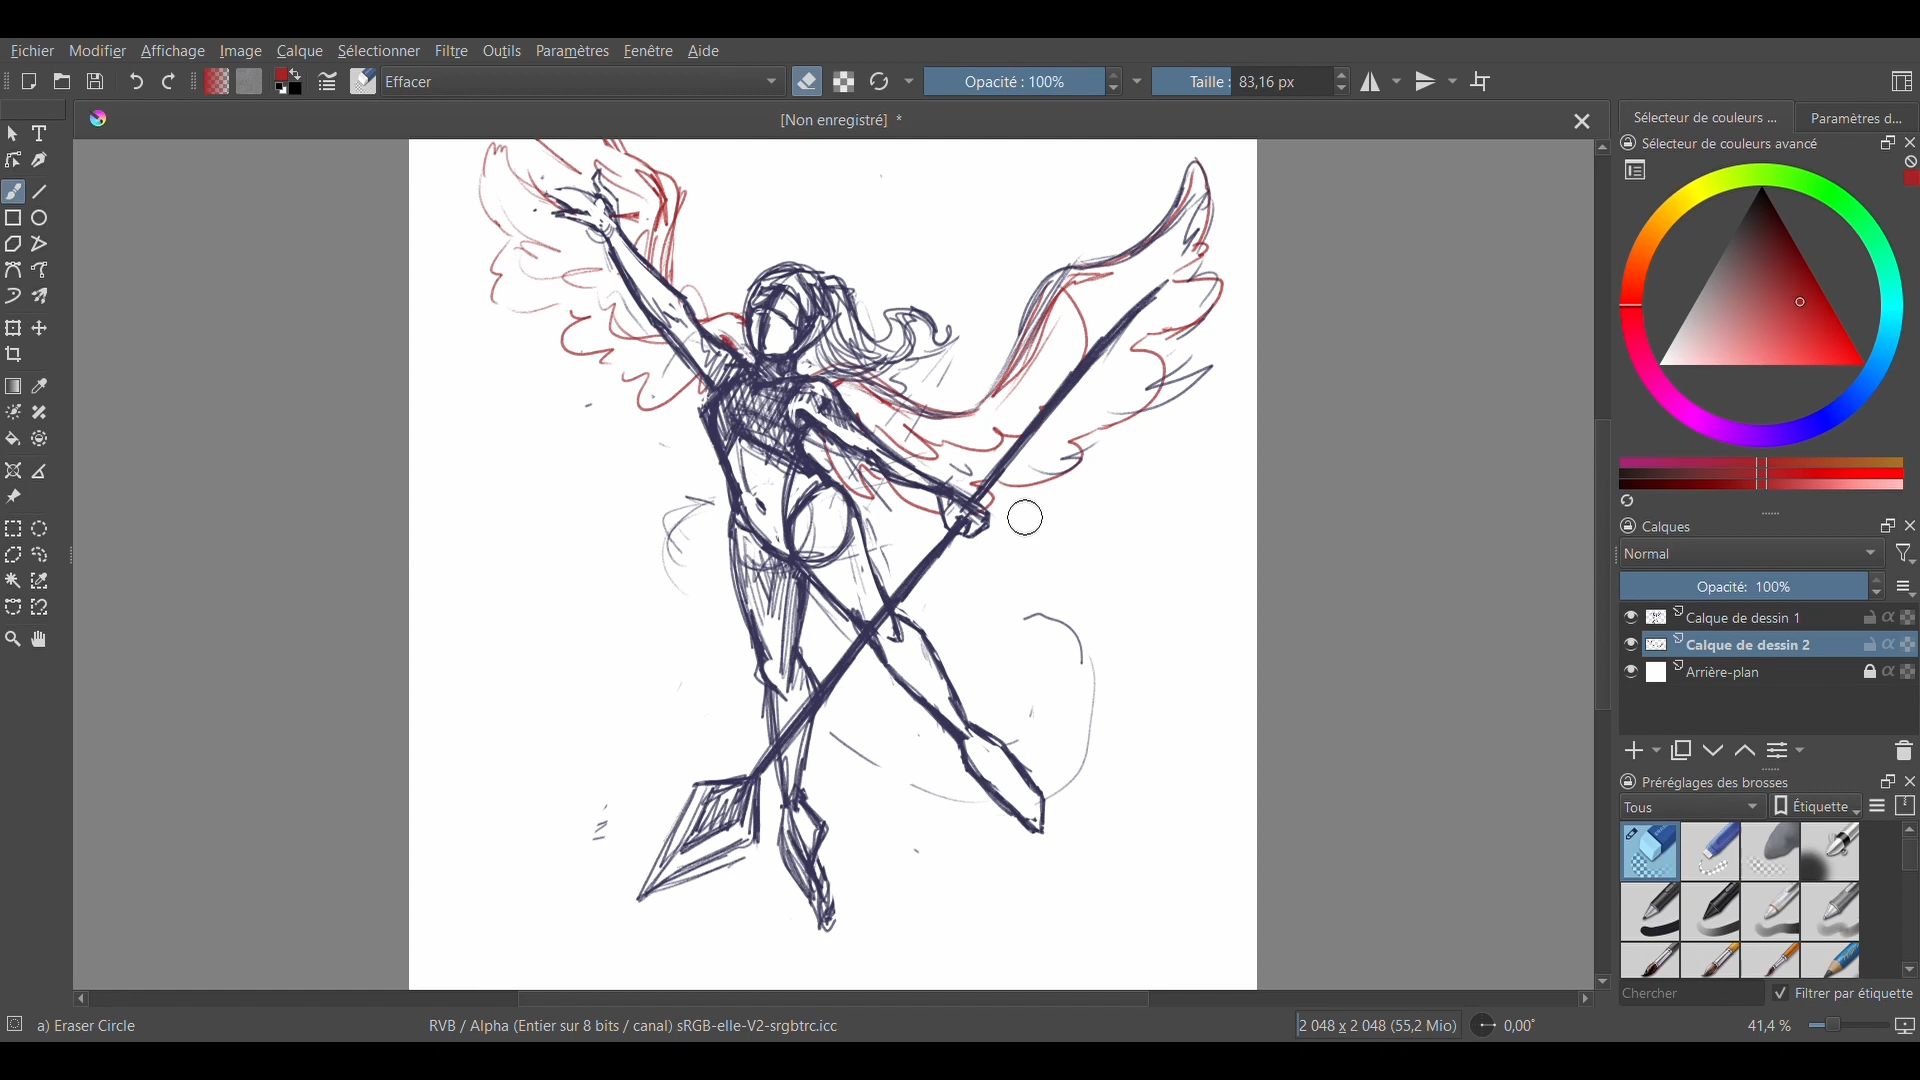 Fichier Modifier Affichage Image Calque Sélectionner Filtre Outils Paramètres Fenêtre Aide
Effacer Opacité : 100% Taille : 83,16 px
[Non enregistré] *
Sélecteur de couleurs ... Paramètres d...
Sélecteur de couleurs avancé
Calques
Normal
Opacité: 100%
Calque de dessin 1
Calque de dessin 2
Arrière-plan
Préréglages des brosses
Tous Étiquette
Chercher Filtrer par étiquette
a) Eraser Circle RVB / Alpha (Entier sur 8 bits / canal) sRGB-elle-V2-srgbtrc.icc 2 048 x 2 048 (55,2 Mio) 0,00° 41,4 %